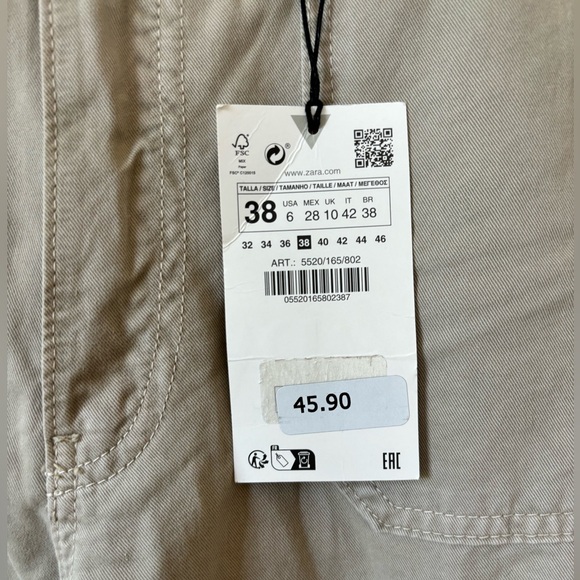 FSC
MIX
Paper
FSC® C120518
®
www.zara.com
TALLA / SIZE / TAMANHO / TAILLE / MAAT / ΜΕΓΕΘΟΣ
38 USA 6 MEX 28 UK 10 IT 42 BR 38
32 34 36 38 40 42 44 46
ART.: 5520/165/802
05520165802387
45.90
FR
EAC